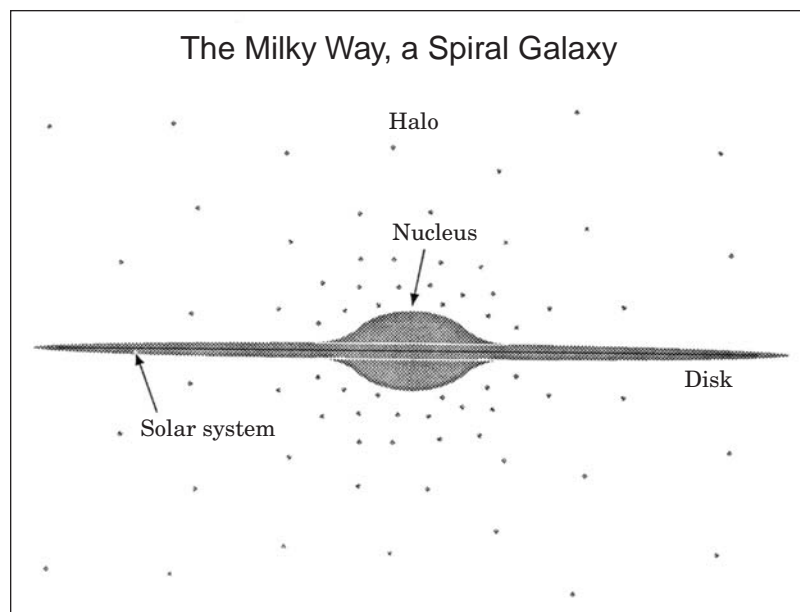 The Milky Way, a Spiral Galaxy
Halo
Nucleus
Disk
Solar system